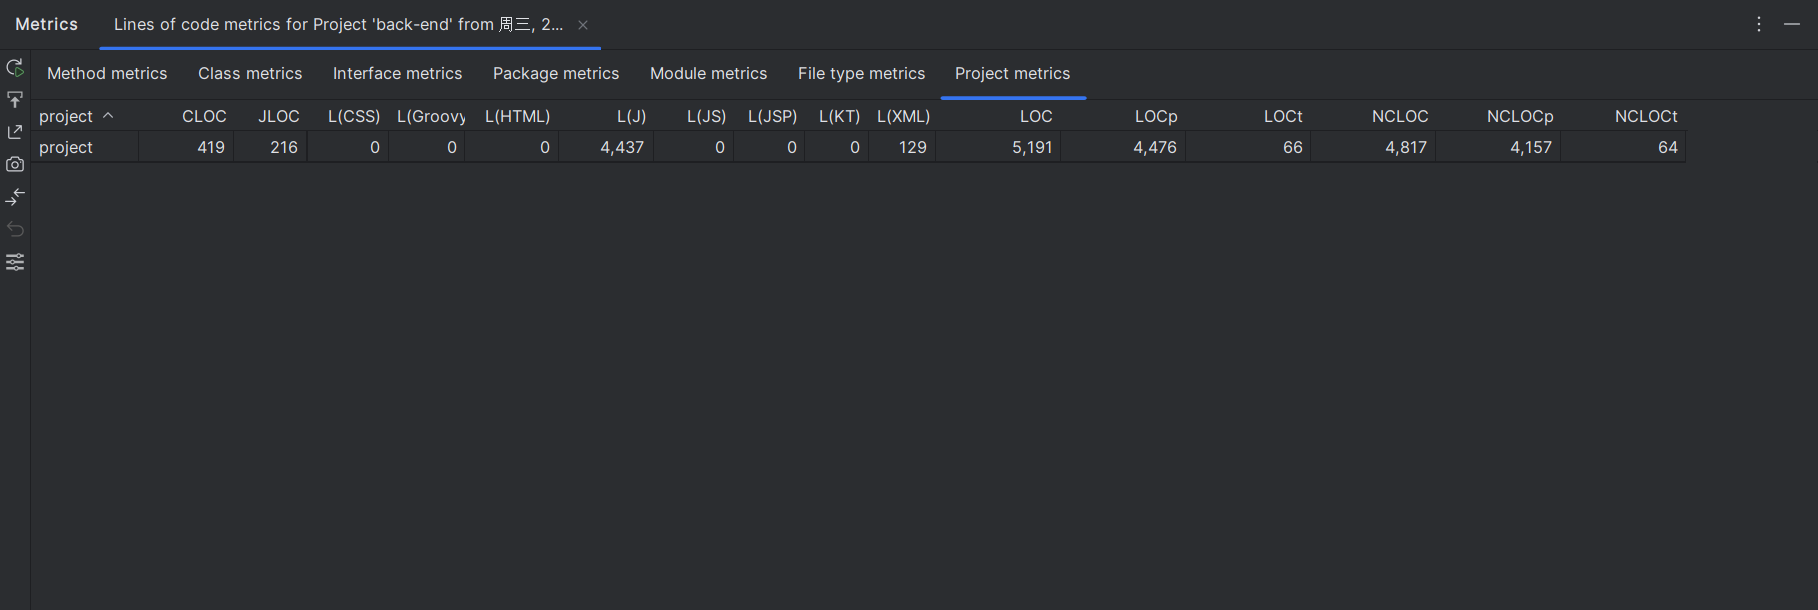 Metrics Lines of code metrics for Project 'back-end' from 周三, 2...
Method metrics Class metrics Interface metrics Package metrics Module metrics File type metrics Project metrics
project CLOC JLOC L(CSS) L(Groovy L(HTML) L(J) L(JS) L(JSP) L(KT) L(XML) LOC LOCp LOCt NCLOC NCLOCp NCLOCt
project 419 216 0 0 0 4,437 0 0 0 129 5,191 4,476 66 4,817 4,157 64